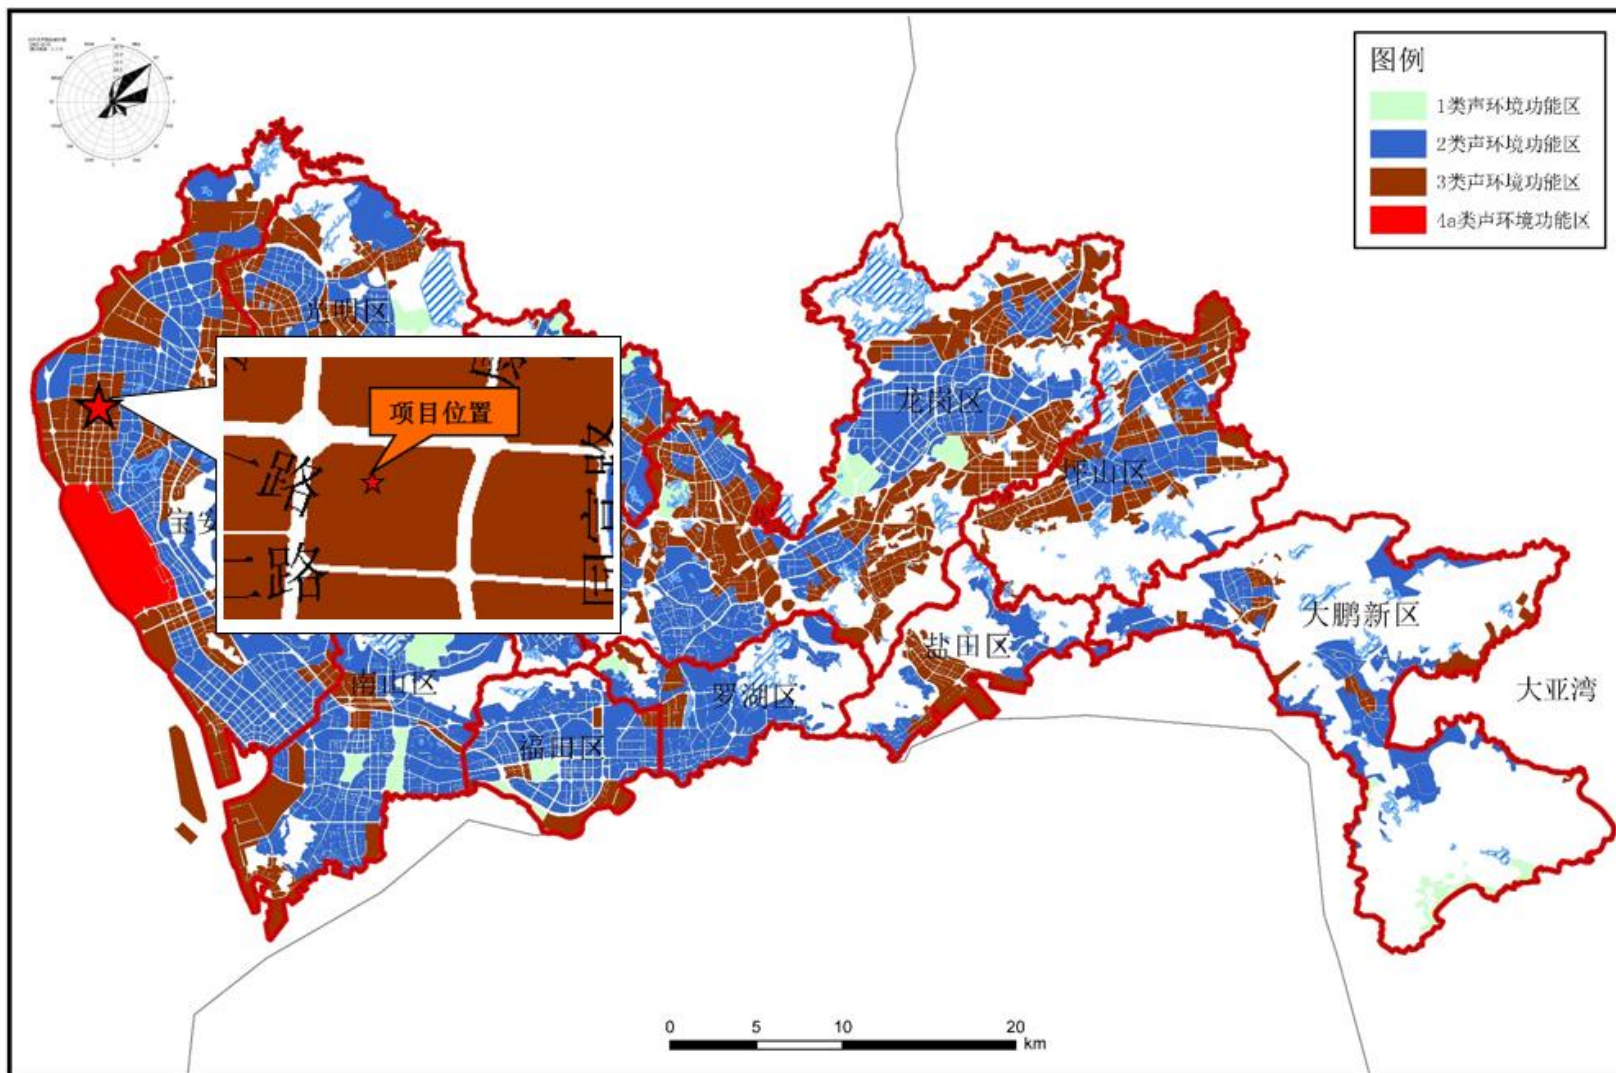 图例
1类声环境功能区
2类声环境功能区
3类声环境功能区
4a类声环境功能区
光明区
龙岗区
坪山区
项目位置
路
二路
宝安
大鹏新区
盐田区
南山区
罗湖区
大亚湾
福田区
0
5
10
20
km